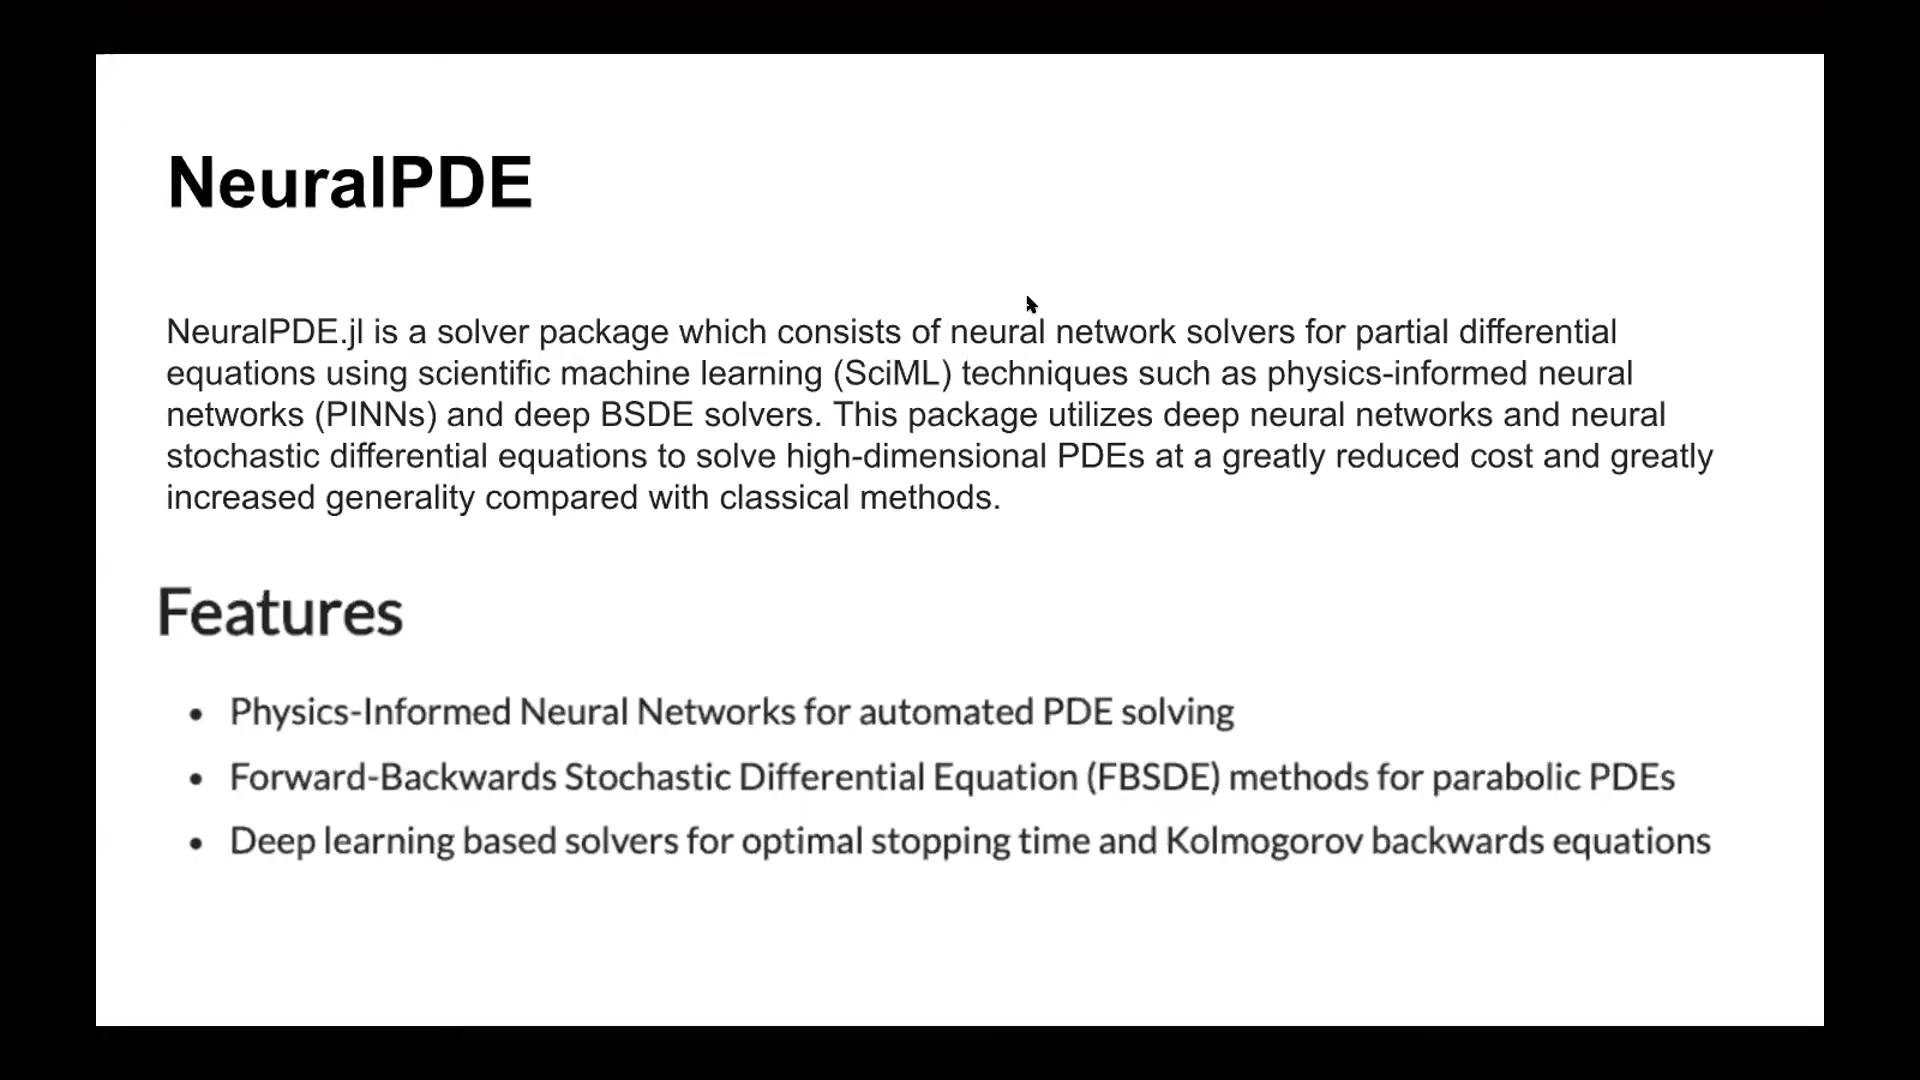 NeuralPDE
NeuralPDE.jl is a solver package which consists of neural network solvers for partial differential
equations using scientific machine learning (SciML) techniques such as physics-informed neural
networks (PINNs) and deep BSDE solvers. This package utilizes deep neural networks and neural
stochastic differential equations to solve high-dimensional PDEs at a greatly reduced cost and greatly
increased generality compared with classical methods.
Features
• Physics-Informed Neural Networks for automated PDE solving
• Forward-Backwards Stochastic Differential Equation (FBSDE) methods for parabolic PDEs
• Deep learning based solvers for optimal stopping time and Kolmogorov backwards equations